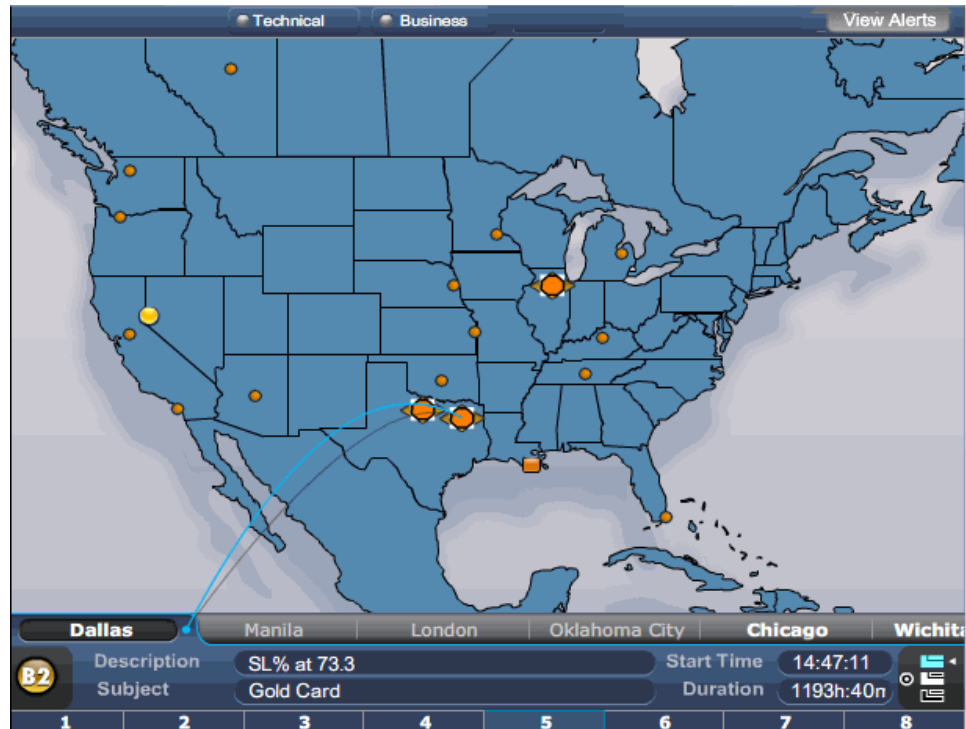 Technical Business View Alerts
Dallas Manila London Oklahoma City Chicago Wichita
B2 Description SL% at 73.3 Start Time 14:47:11
Subject Gold Card Duration 1193h:40m
1 2 3 4 5 6 7 8